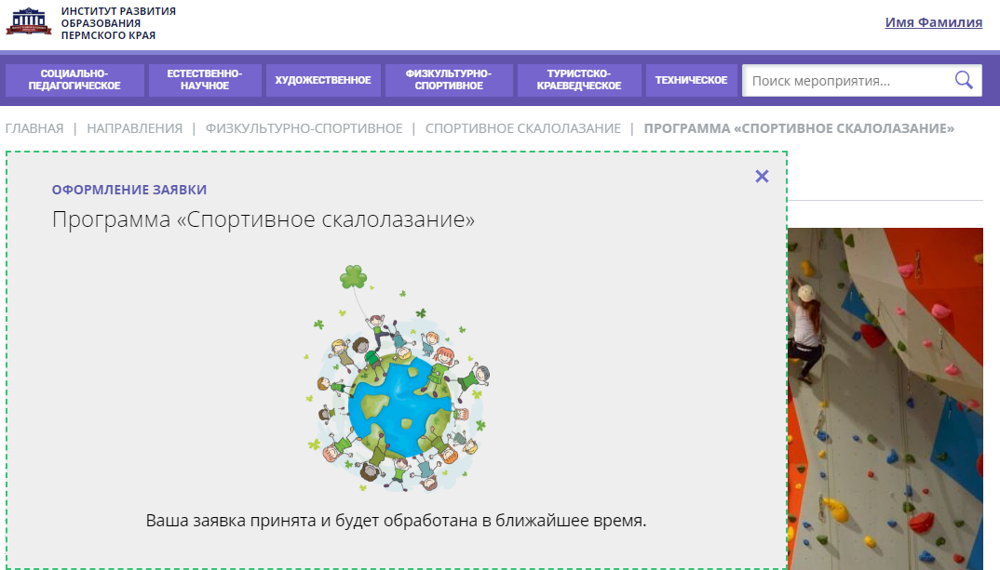 ИНСТИТУТ РАЗВИТИЯ
ОБРАЗОВАНИЯ
ПЕРМСКОГО КРАЯ
Имя Фамилия
СОЦИАЛЬНО-
ПЕДАГОГИЧЕСКОЕ
ЕСТЕСТВЕННО-
НАУЧНОЕ
ХУДОЖЕСТВЕННОЕ
ФИЗКУЛЬТУРНО-
СПОРТИВНОЕ
ТУРИСТСКО-
КРАЕВЕДЧЕСКОЕ
ТЕХНИЧЕСКОЕ
Поиск мероприятия...
ГЛАВНАЯ | НАПРАВЛЕНИЯ | ФИЗКУЛЬТУРНО-СПОРТИВНОЕ | СПОРТИВНОЕ СКАЛОЛАЗАНИЕ | ПРОГРАММА «СПОРТИВНОЕ СКАЛОЛАЗАНИЕ»
ОФОРМЛЕНИЕ ЗАЯВКИ
Программа «Спортивное скалолазание»
Ваша заявка принята и будет обработана в ближайшее время.